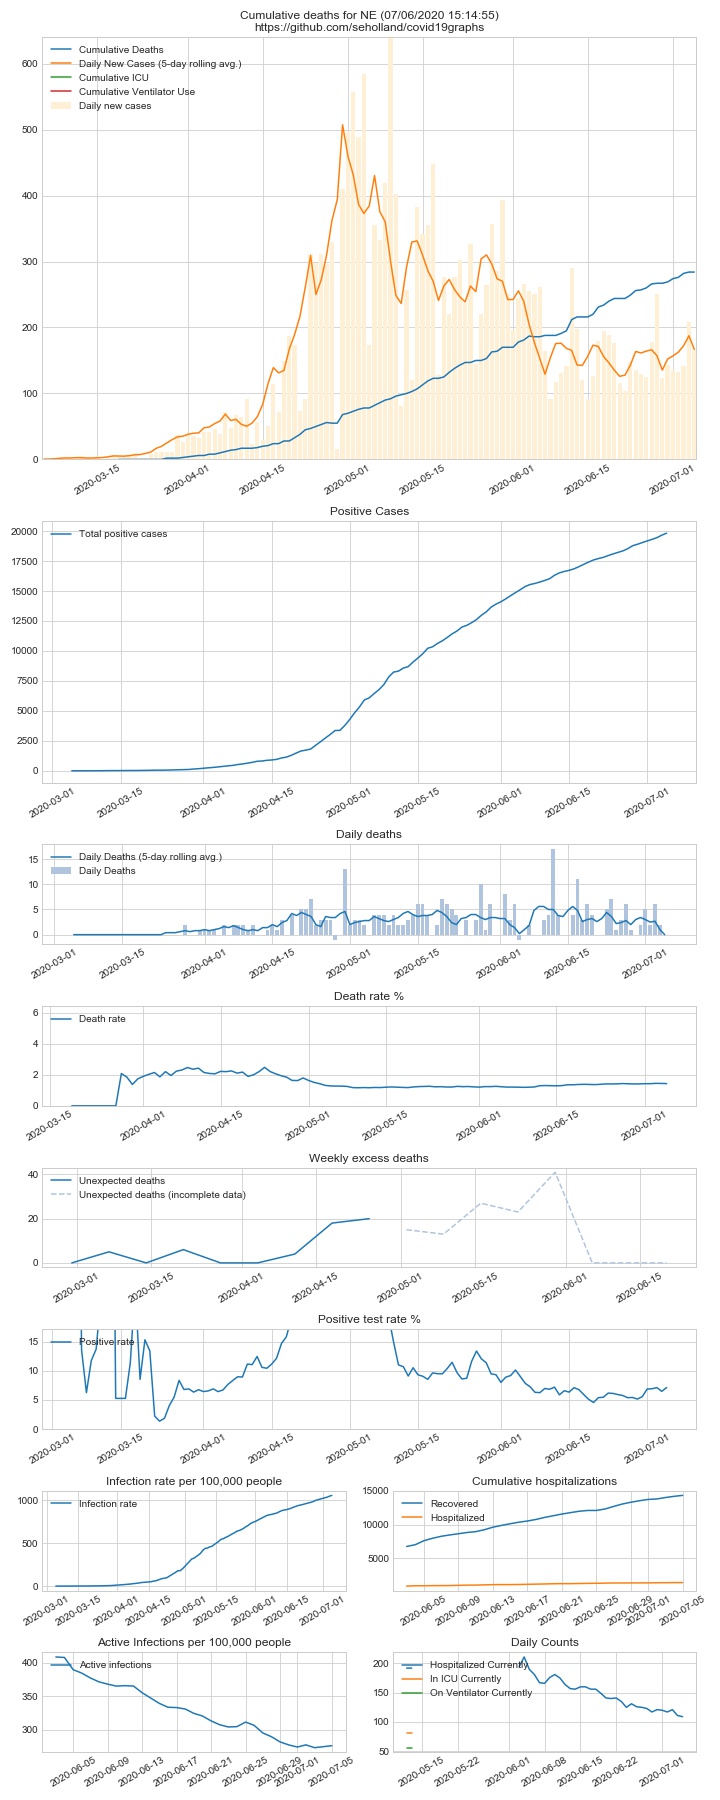 Cumulative deaths for NE (07/06/2020 15:14:55)
https://github.com/seholland/covid19graphs
Cumulative Deaths
Daily New Cases (5-day rolling avg.)
Cumulative ICU
Cumulative Ventilator Use
Daily new cases
600
500
400
300
200
100
0
2020-03-15 2020-04-01 2020-04-15 2020-05-01 2020-05-15 2020-06-01 2020-06-15 2020-07-01
Positive Cases
Total positive cases
20000
17500
15000
12500
10000
7500
5000
2500
0
2020-03-01 2020-03-15 2020-04-01 2020-04-15 2020-05-01 2020-05-15 2020-06-01 2020-06-15 2020-07-01
Daily deaths
Daily Deaths (5-day rolling avg.)
Daily Deaths
15
10
5
0
2020-03-01 2020-03-15 2020-04-01 2020-04-15 2020-05-01 2020-05-15 2020-06-01 2020-06-15 2020-07-01
Death rate %
Death rate
6
4
2
0
2020-03-15 2020-04-01 2020-04-15 2020-05-01 2020-05-15 2020-06-01 2020-06-15 2020-07-01
Weekly excess deaths
Unexpected deaths
Unexpected deaths (incomplete data)
40
20
0
2020-03-01 2020-03-15 2020-04-01 2020-04-15 2020-05-01 2020-05-15 2020-06-01 2020-06-15
Positive test rate %
Positive rate
15
10
5
0
2020-03-01 2020-03-15 2020-04-01 2020-04-15 2020-05-01 2020-05-15 2020-06-01 2020-06-15 2020-07-01
Infection rate per 100,000 people
Infection rate
1000
500
0
2020-03-01 2020-03-15 2020-04-01 2020-04-15 2020-05-01 2020-05-15 2020-06-01 2020-06-15 2020-07-01
Cumulative hospitalizations
Recovered
Hospitalized
15000
10000
5000
2020-06-05 2020-06-09 2020-06-13 2020-06-17 2020-06-21 2020-06-25 2020-06-29 2020-07-01 2020-07-05
Active Infections per 100,000 people
Active infections
400
350
300
2020-06-05 2020-06-09 2020-06-13 2020-06-17 2020-06-21 2020-06-25 2020-06-29 2020-07-01 2020-07-05
Daily Counts
Hospitalized Currently
In ICU Currently
On Ventilator Currently
200
150
100
50
2020-05-15 2020-05-22 2020-06-01 2020-06-08 2020-06-15 2020-06-22 2020-07-01